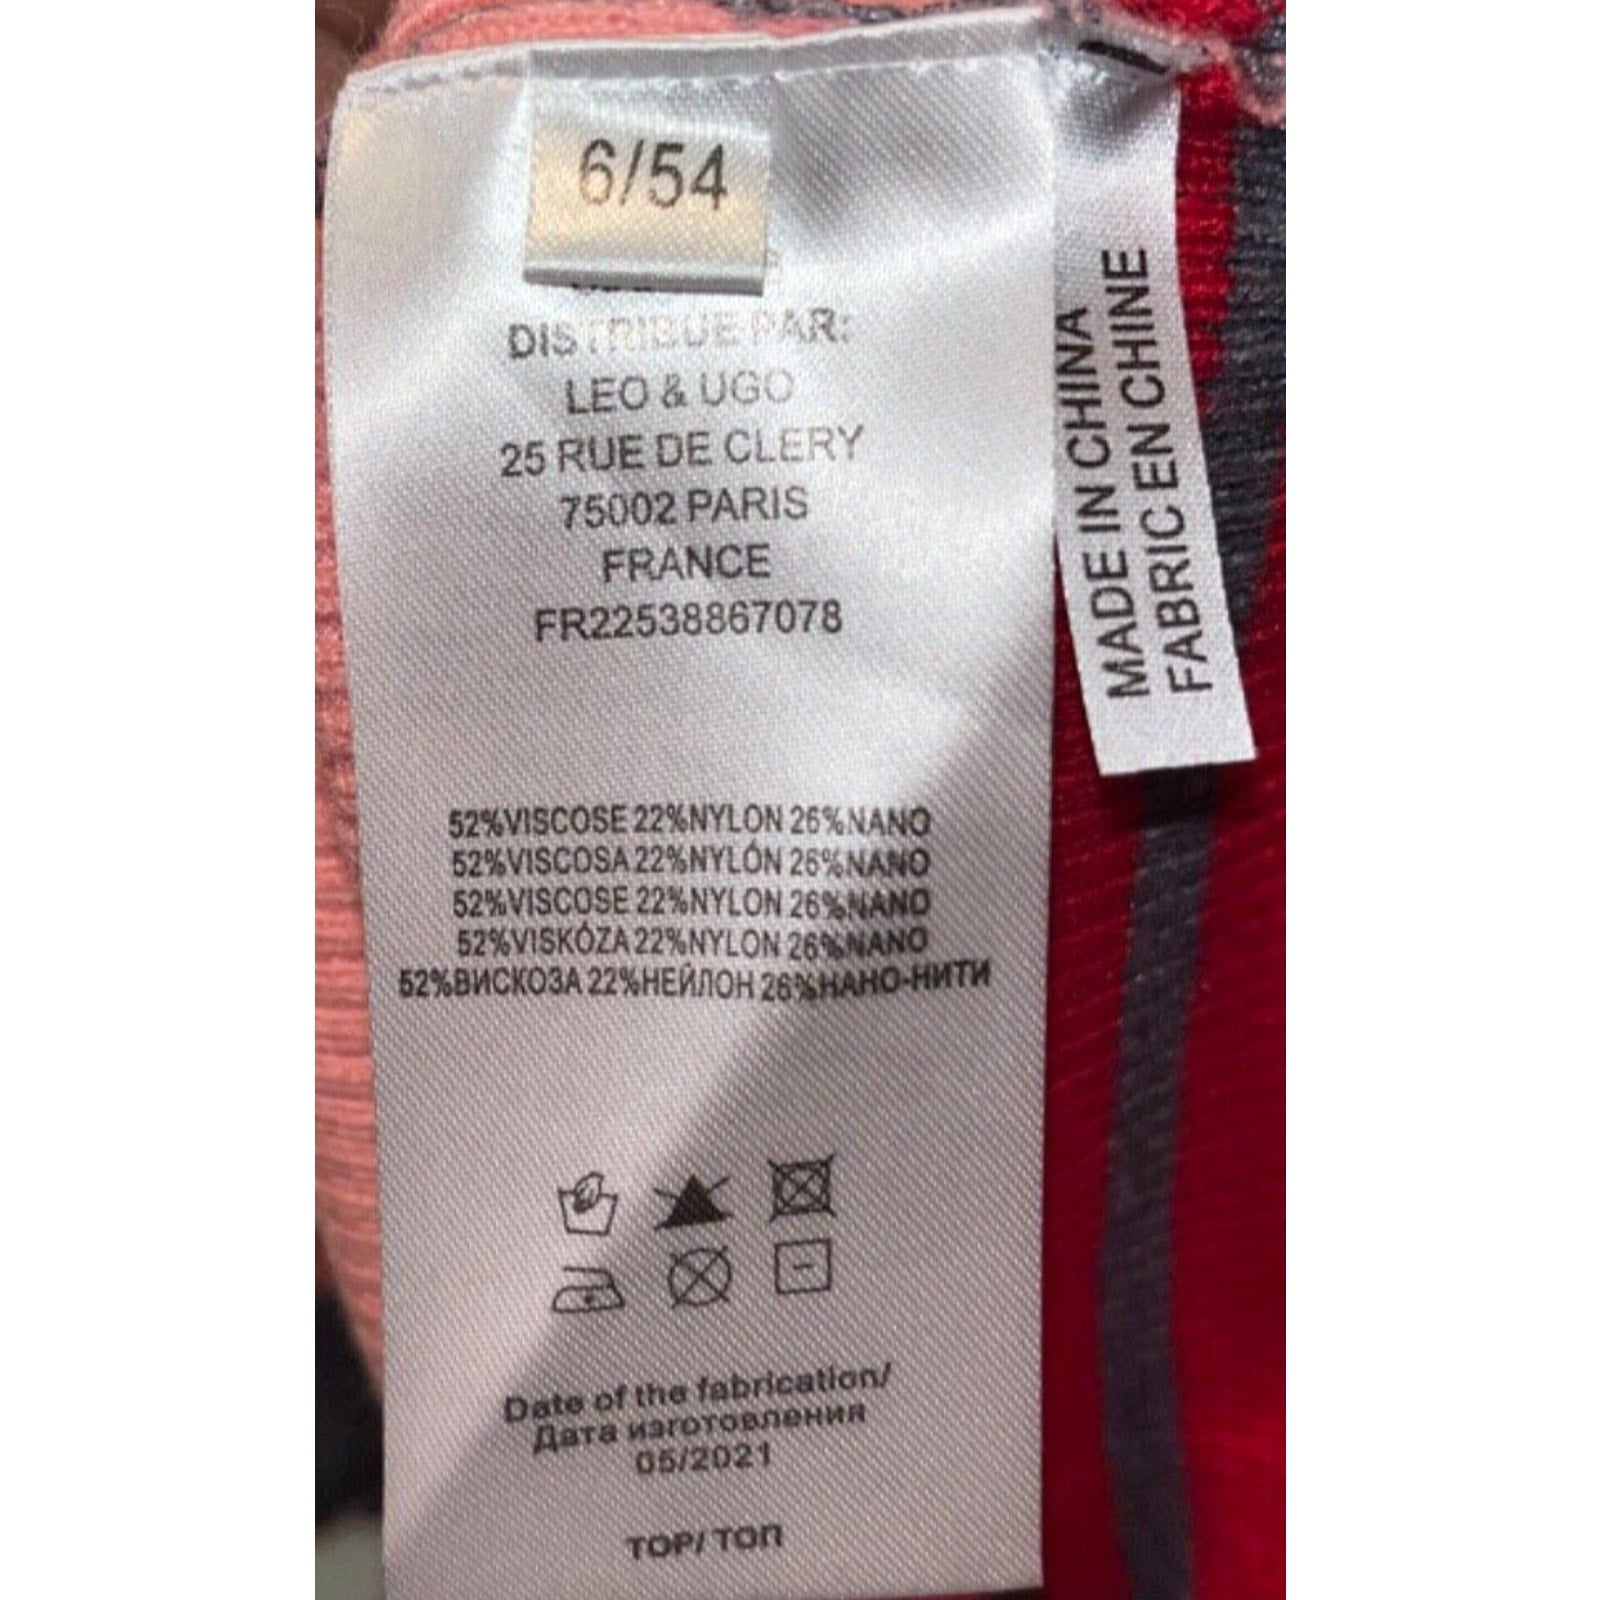 6/54
DISTRIBUE PAR:
LEO & UGO
25 RUE DE CLERY
75002 PARIS
FRANCE
FR22538867078
52%VISCOSE 22%NYLON 26%NANO
52%VISCOSA 22%NYLÓN 26%NANO
52%VISCOSE 22%NYLON 26%NANO
52%VISKÓZA 22%NYLON 26%NANO
52%ВИСКОЗА 22%НЕЙЛОН 26%НАНО-НИТИ
Date of the fabrication/
Дата изготовления
05/2021
TOP/ ТОП
MADE IN CHINA
FABRIC EN CHINE